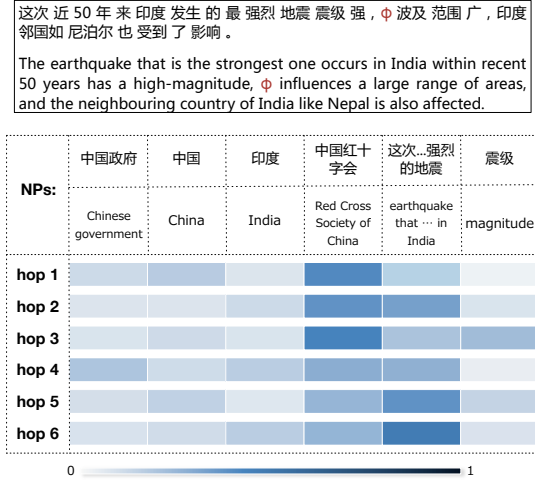 这次 近 50 年 来 印度 发生 的 最 强烈 地震 震级 强 , ф 波及 范围 广 , 印度
邻国如 尼泊尔 也 受到 了 影响 。
The earthquake that is the strongest one occurs in India within recent
50 years has a high-magnitude, ф influences a large range of areas,
and the neighbouring country of India like Nepal is also affected.
NPs:
中国政府
中国
印度
中国红十
字会
这次...强烈
的地震
震级
Chinese
government
China
India
Red Cross
Society of
China
earthquake
that ··· in
India
magnitude
hop 1
hop 2
hop 3
hop 4
hop 5
hop 6
0
1